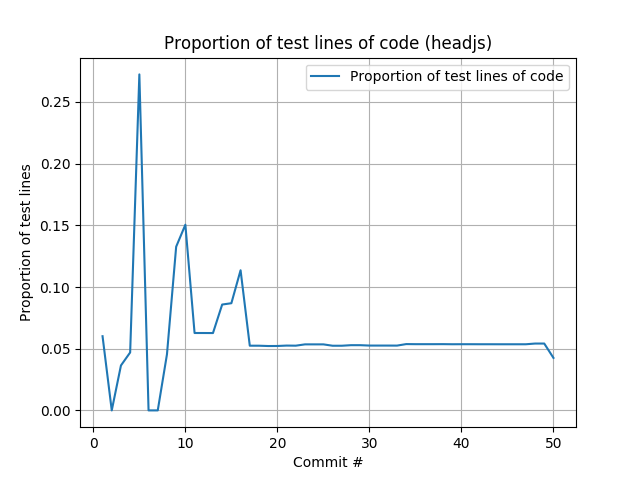 Proportion of test lines of code (headjs)
Proportion of test lines of code
0.25
0.20
0.15
0.10
0.05
0.00
Proportion of test lines
0 10 20 30 40 50
Commit #